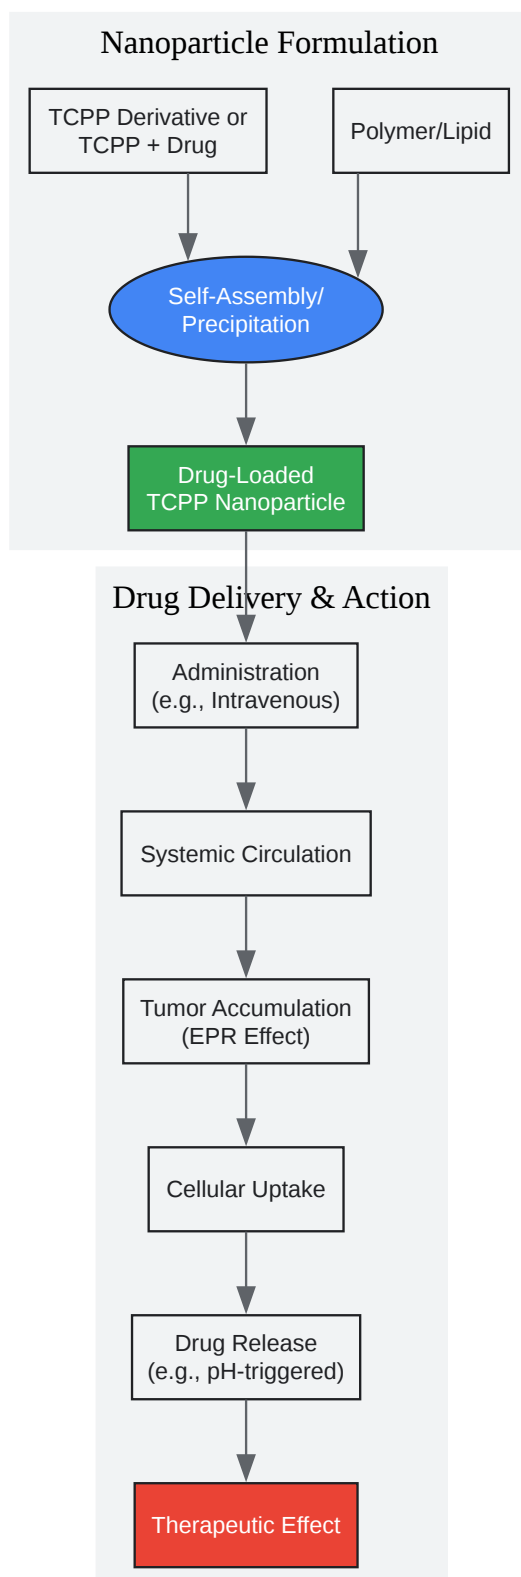 Nanoparticle Formulation
TCPP Derivative or
TCPP + Drug
Polymer/Lipid
Self-Assembly/
Precipitation
Drug-Loaded
TCPP Nanoparticle
Drug Delivery & Action
Administration
(e.g., Intravenous)
Systemic Circulation
Tumor Accumulation
(EPR Effect)
Cellular Uptake
Drug Release
(e.g., pH-triggered)
Therapeutic Effect